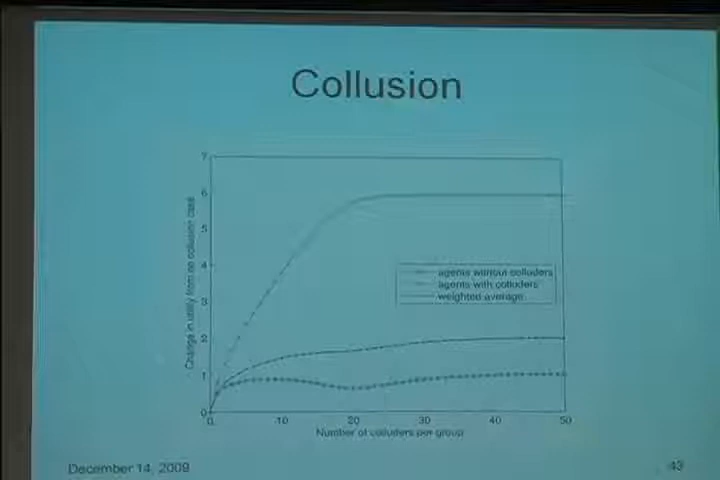 Collusion
7
6
5
4
3
2
1
0
Change in utility from no collusion case
agents without colluders
agents with colluders
weighted average
0 10 20 30 40 50
Number of colluders per group
December 14, 2009
43